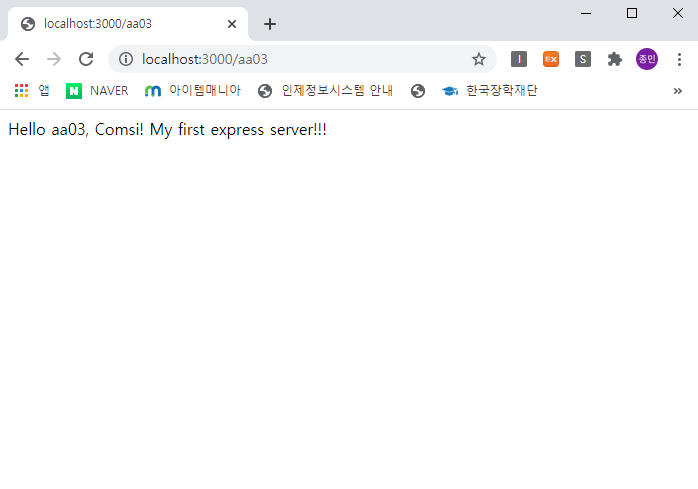 localhost:3000/aa03
localhost:3000/aa03
I EX S 종민
앱 NAVER 아이템매니아 인제정보시스템 안내 한국장학재단 »
Hello aa03, Comsi! My first express server!!!